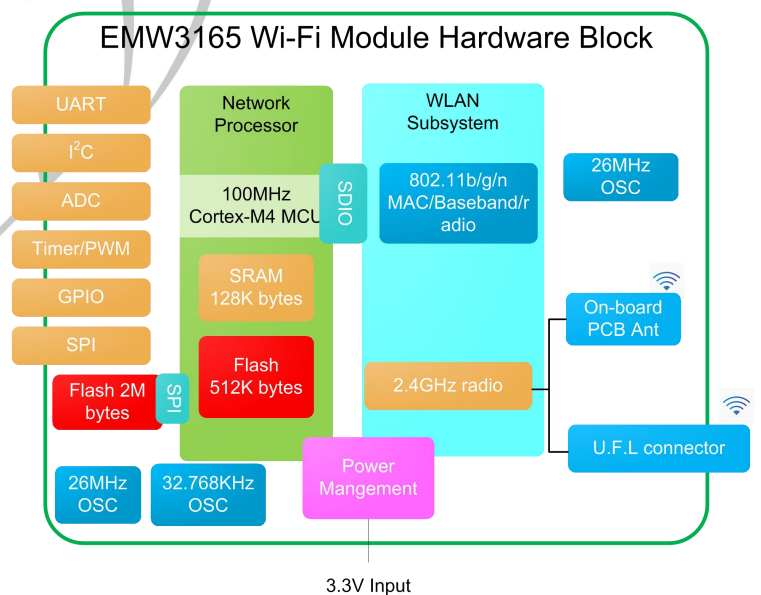 EMW3165 Wi-Fi Module Hardware Block
UART
I²C
ADC
Timer/PWM
GPIO
SPI
Flash 2M
bytes
SPI
26MHz
OSC
32.768KHz
OSC
Network
Processor
100MHz
Cortex-M4 MCU
SRAM
128K bytes
Flash
512K bytes
SDIO
WLAN
Subsystem
802.11b/g/n
MAC/Baseband/r
adio
2.4GHz radio
Power
Mangement
26MHz
OSC
On-board
PCB Ant
U.F.L connector
3.3V Input